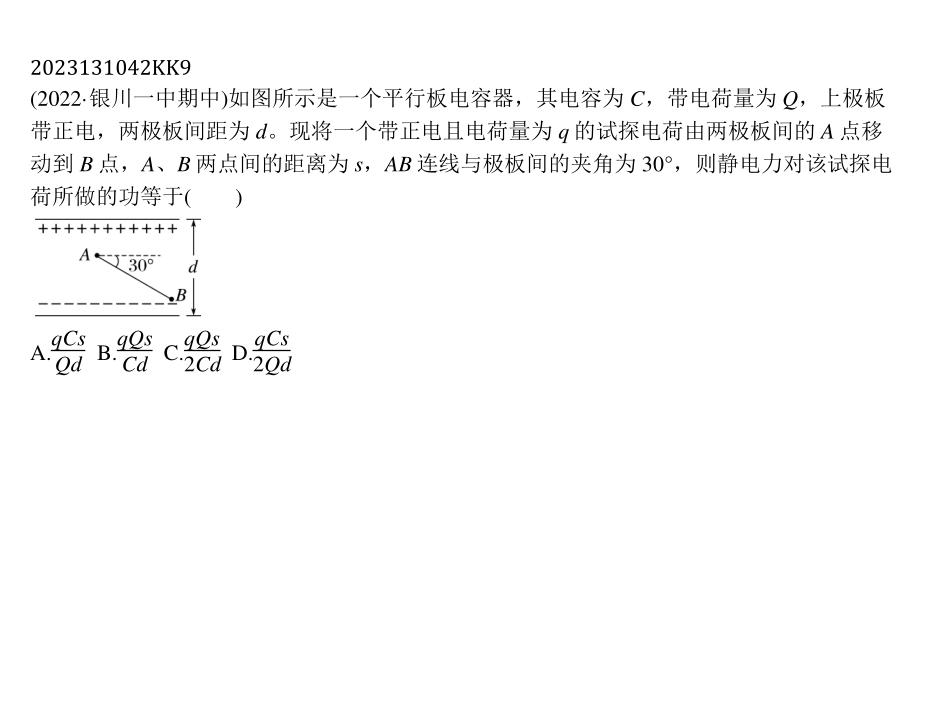 2023131042KK9
(2022·银川一中期中)如图所示是一个平行板电容器，其电容为 C，带电荷量为 Q，上极板
带正电，两极板间距为 d。现将一个带正电且电荷量为 q 的试探电荷由两极板间的 A 点移
动到 B 点，A、B 两点间的距离为 s，AB 连线与极板间的夹角为 30°，则静电力对该试探电
荷所做的功等于(　　)
+++++++++++
A
30°
d
B
A.qCs/Qd B.qQs/Cd C.qQs/2Cd D.qCs/2Qd